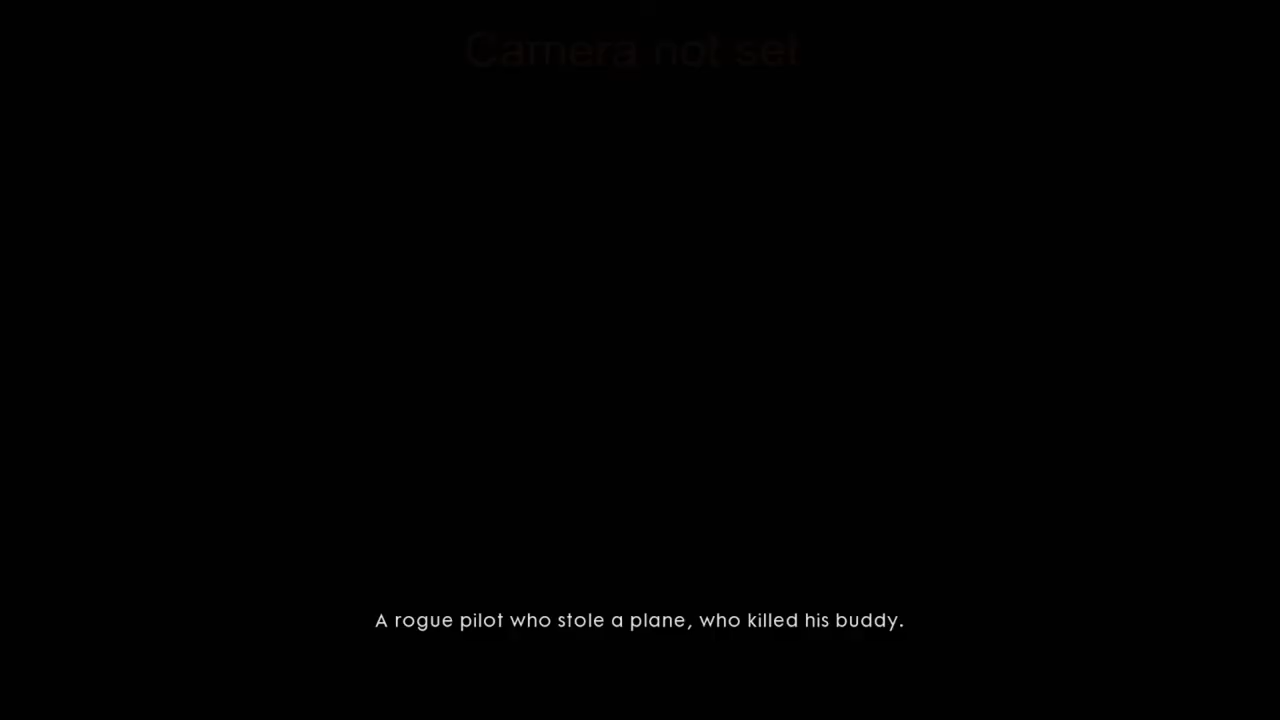 Camera not set
A rogue pilot who stole a plane, who killed his buddy.